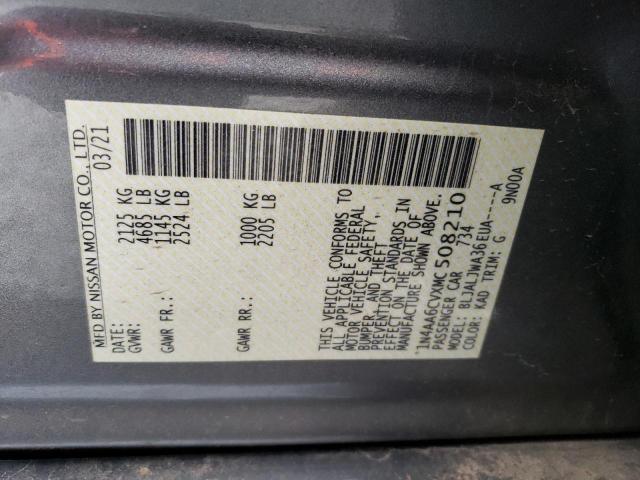 MFD BY NISSAN MOTOR CO., LTD.
03/21
GVWR: 2125 KG
4685 LB
GAWR FR.: 1145 KG
2524 LB
GAWR RR.: 1000 KG
2205 LB
THIS VEHICLE CONFORMS TO
ALL APPLICABLE FEDERAL
MOTOR VEHICLE SAFETY,
BUMPER, AND THEFT
PREVENTION STANDARDS IN
EFFECT ON THE DATE OF
MANUFACTURE SHOWN ABOVE.
1N4AA6CVXMC508210
PASSENGER CAR 734
MODEL: BLJALJWA36EUA----A
COLOR: KAD TRIM: G 9N00A